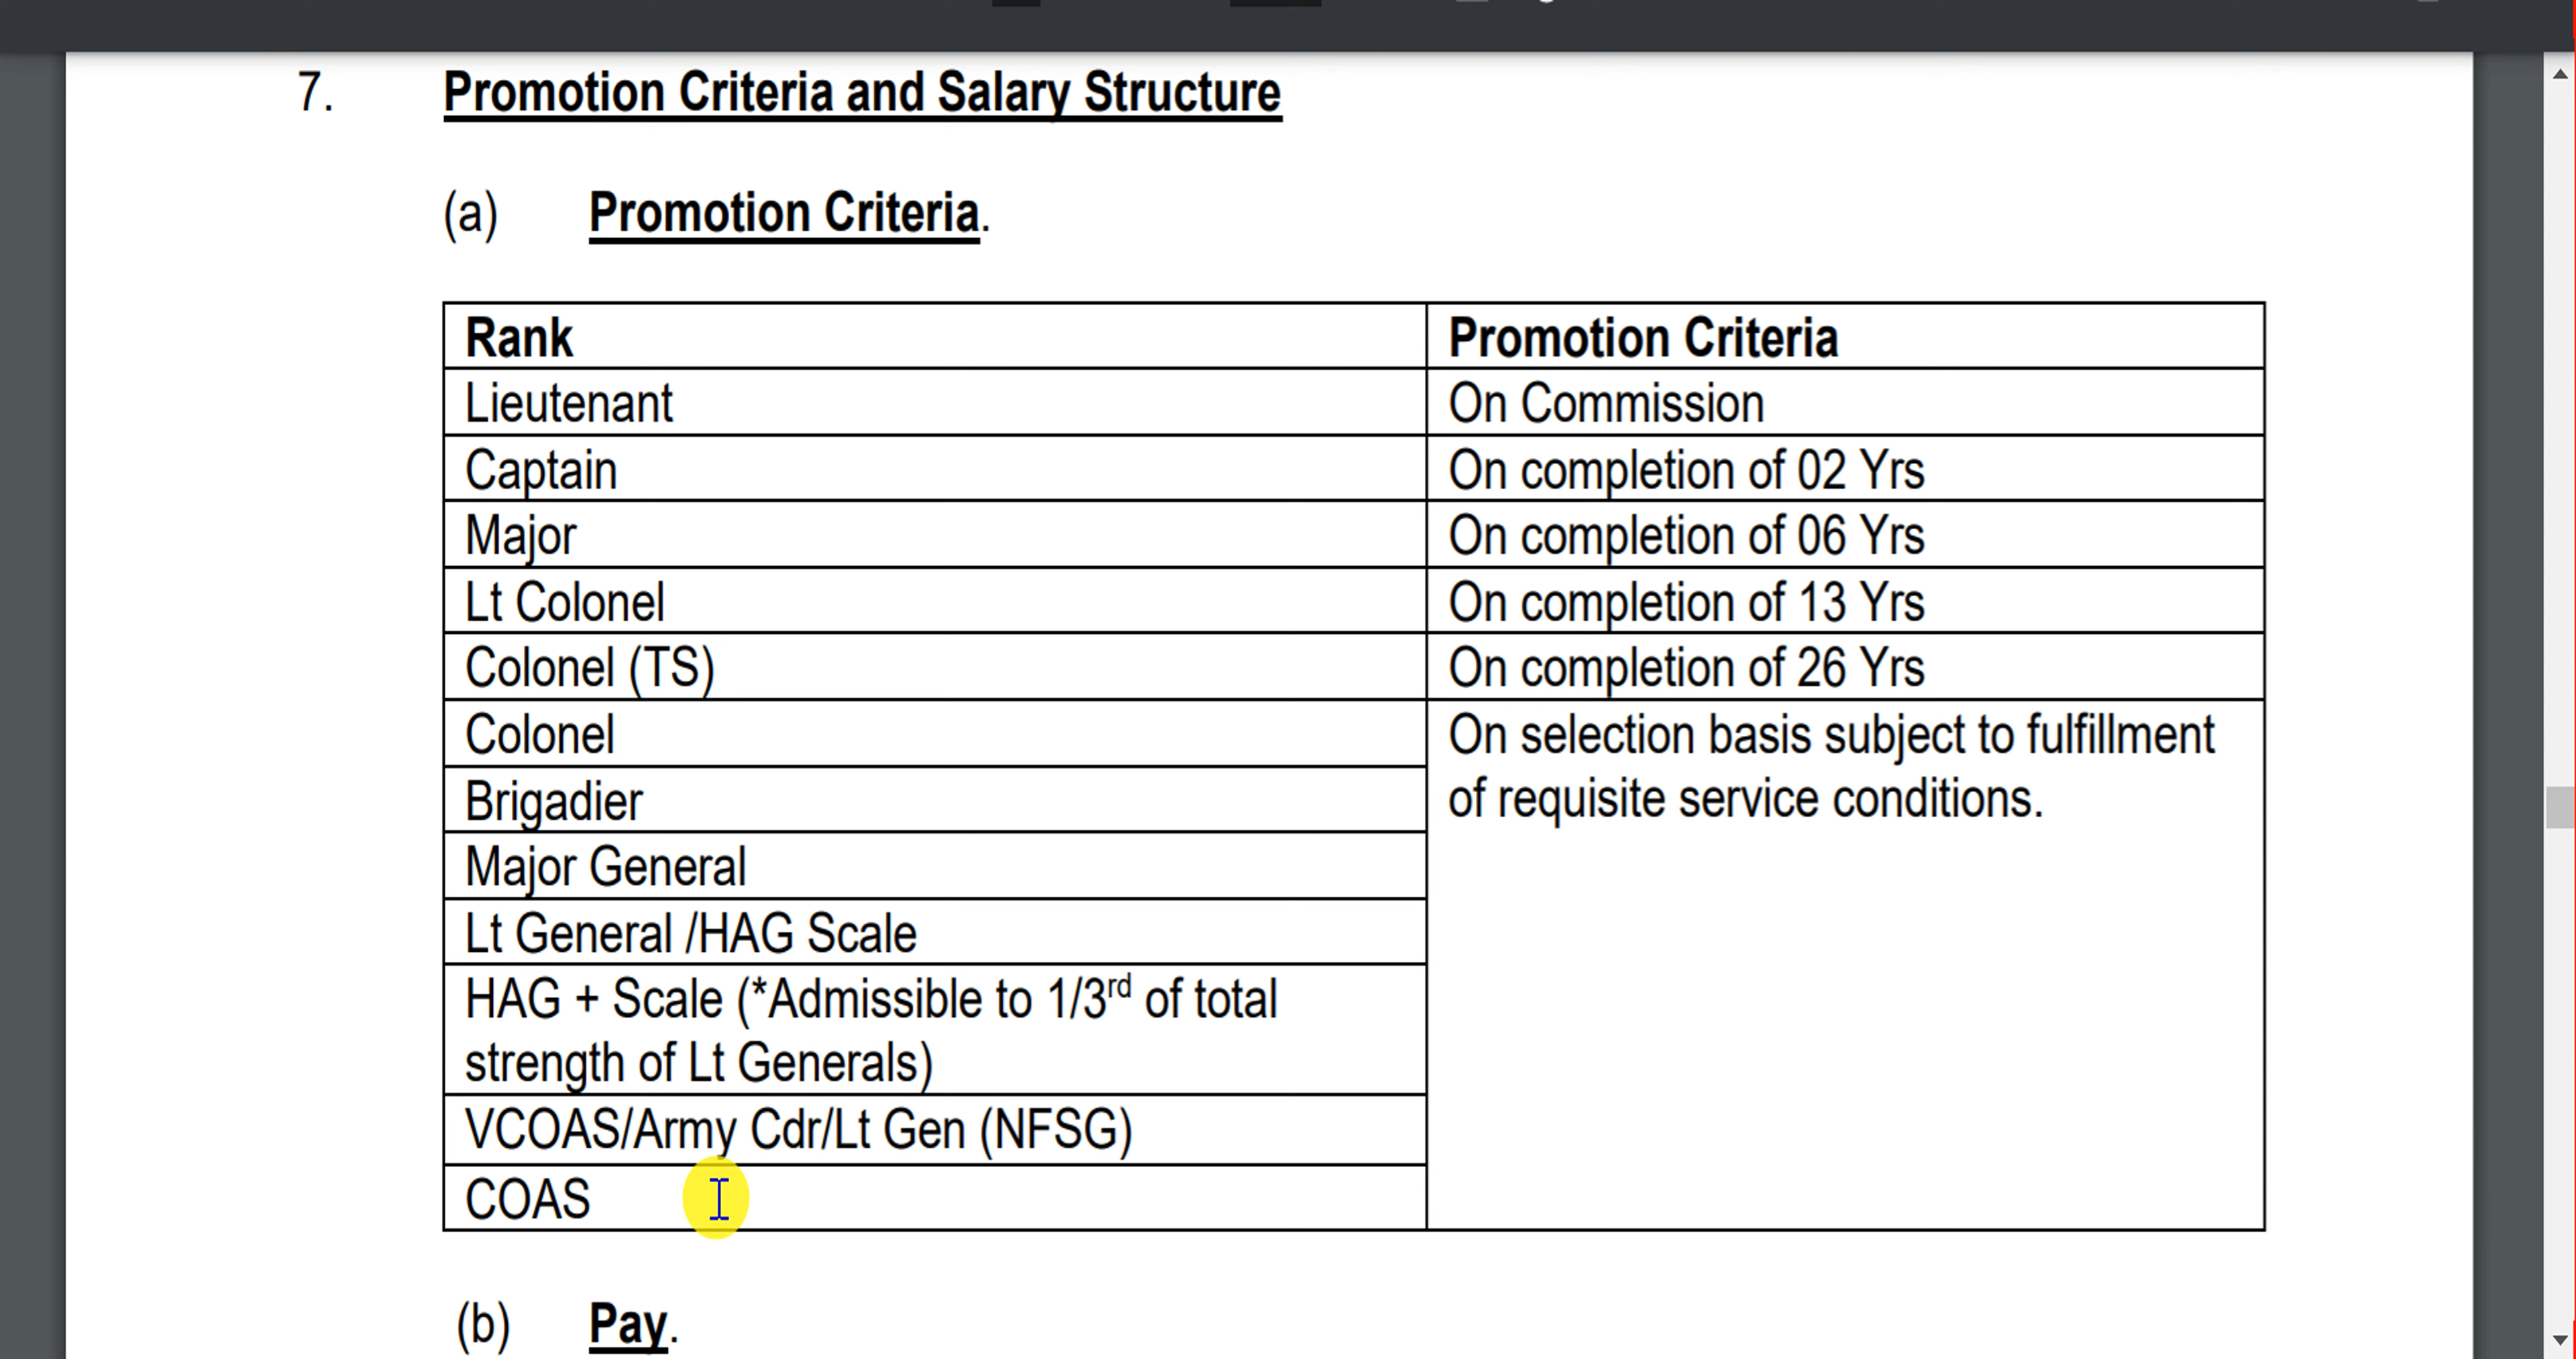 7. Promotion Criteria and Salary Structure
(a) Promotion Criteria.
Rank Promotion Criteria
Lieutenant On Commission
Captain On completion of 02 Yrs
Major On completion of 06 Yrs
Lt Colonel On completion of 13 Yrs
Colonel (TS) On completion of 26 Yrs
Colonel On selection basis subject to fulfillment
Brigadier of requisite service conditions.
Major General
Lt General /HAG Scale
HAG + Scale (*Admissible to 1/3rd of total
strength of Lt Generals)
VCOAS/Army Cdr/Lt Gen (NFSG)
COAS
(b) Pay.